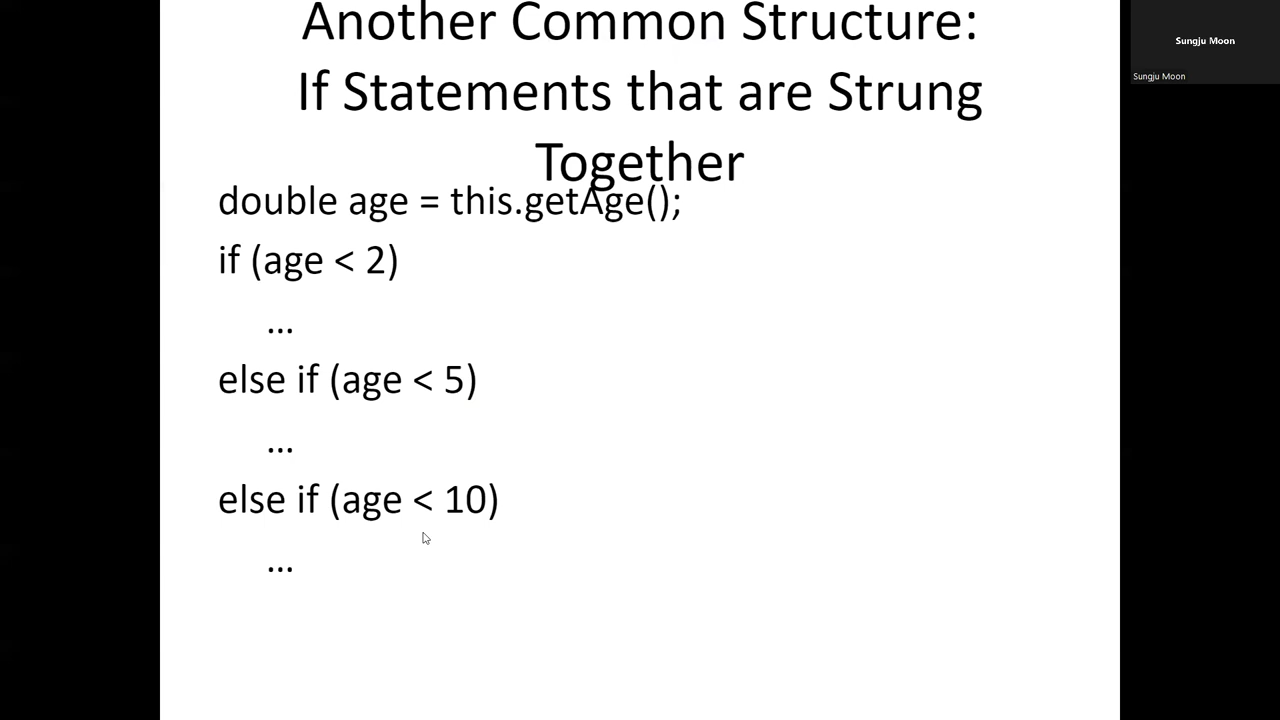 Another Common Structure:
If Statements that are Strung
Together
double age = this.getAge();
if (age < 2)
...
else if (age < 5)
...
else if (age < 10)
...
Sungju Moon
Sungju Moon